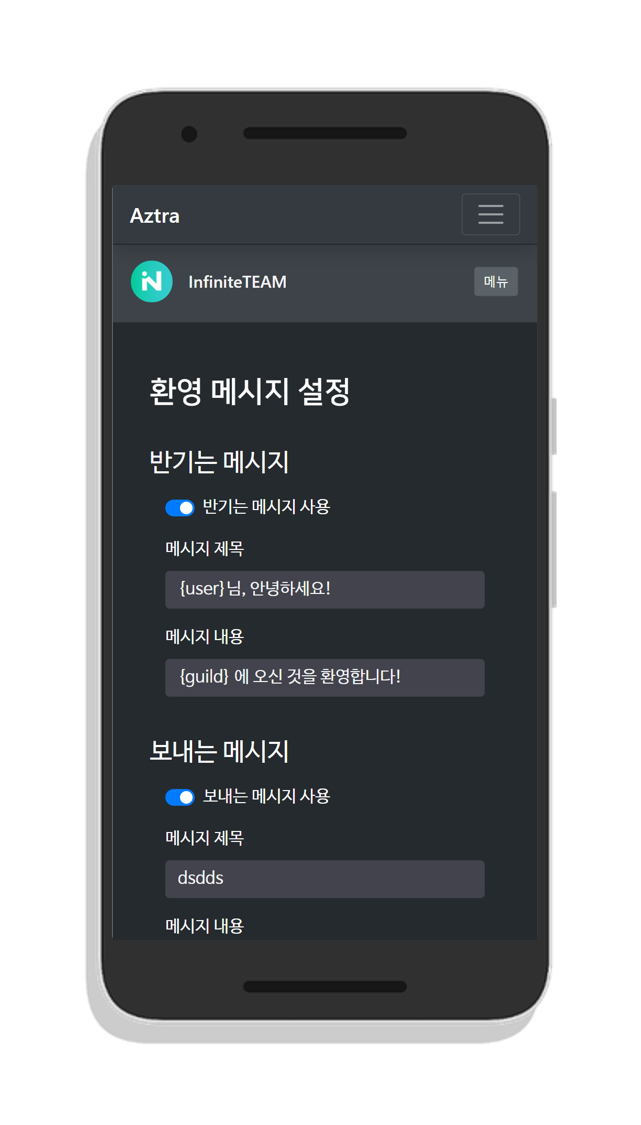 Aztra
InfiniteTEAM
메뉴
환영 메시지 설정
반기는 메시지
반기는 메시지 사용
메시지 제목
{user}님, 안녕하세요!
메시지 내용
{guild} 에 오신 것을 환영합니다!
보내는 메시지
보내는 메시지 사용
메시지 제목
dsdds
메시지 내용